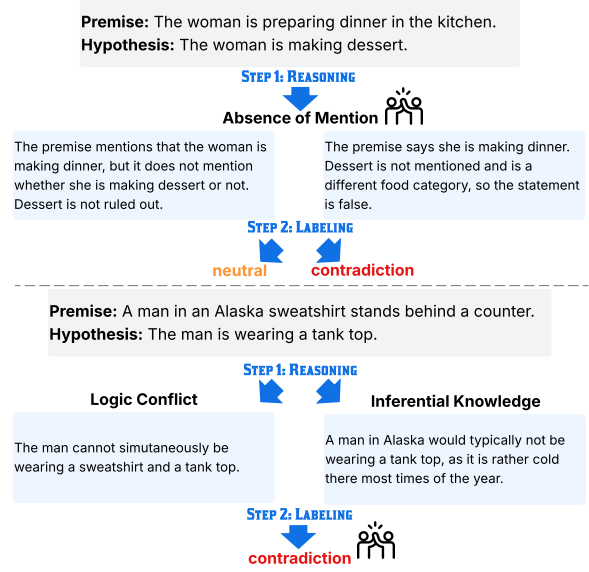 Premise: The woman is preparing dinner in the kitchen.
Hypothesis: The woman is making dessert.
Step 1: Reasoning
Absence of Mention
The premise mentions that the woman is
making dinner, but it does not mention
whether she is making dessert or not.
Dessert is not ruled out.
The premise says she is making dinner.
Dessert is not mentioned and is a
different food category, so the statement
is false.
Step 2: Labeling
neutral
contradiction
Premise: A man in an Alaska sweatshirt stands behind a counter.
Hypothesis: The man is wearing a tank top.
Step 1: Reasoning
Logic Conflict
The man cannot simutaneously be
wearing a sweatshirt and a tank top.
Inferential Knowledge
A man in Alaska would typically not be
wearing a tank top, as it is rather cold
there most times of the year.
Step 2: Labeling
contradiction